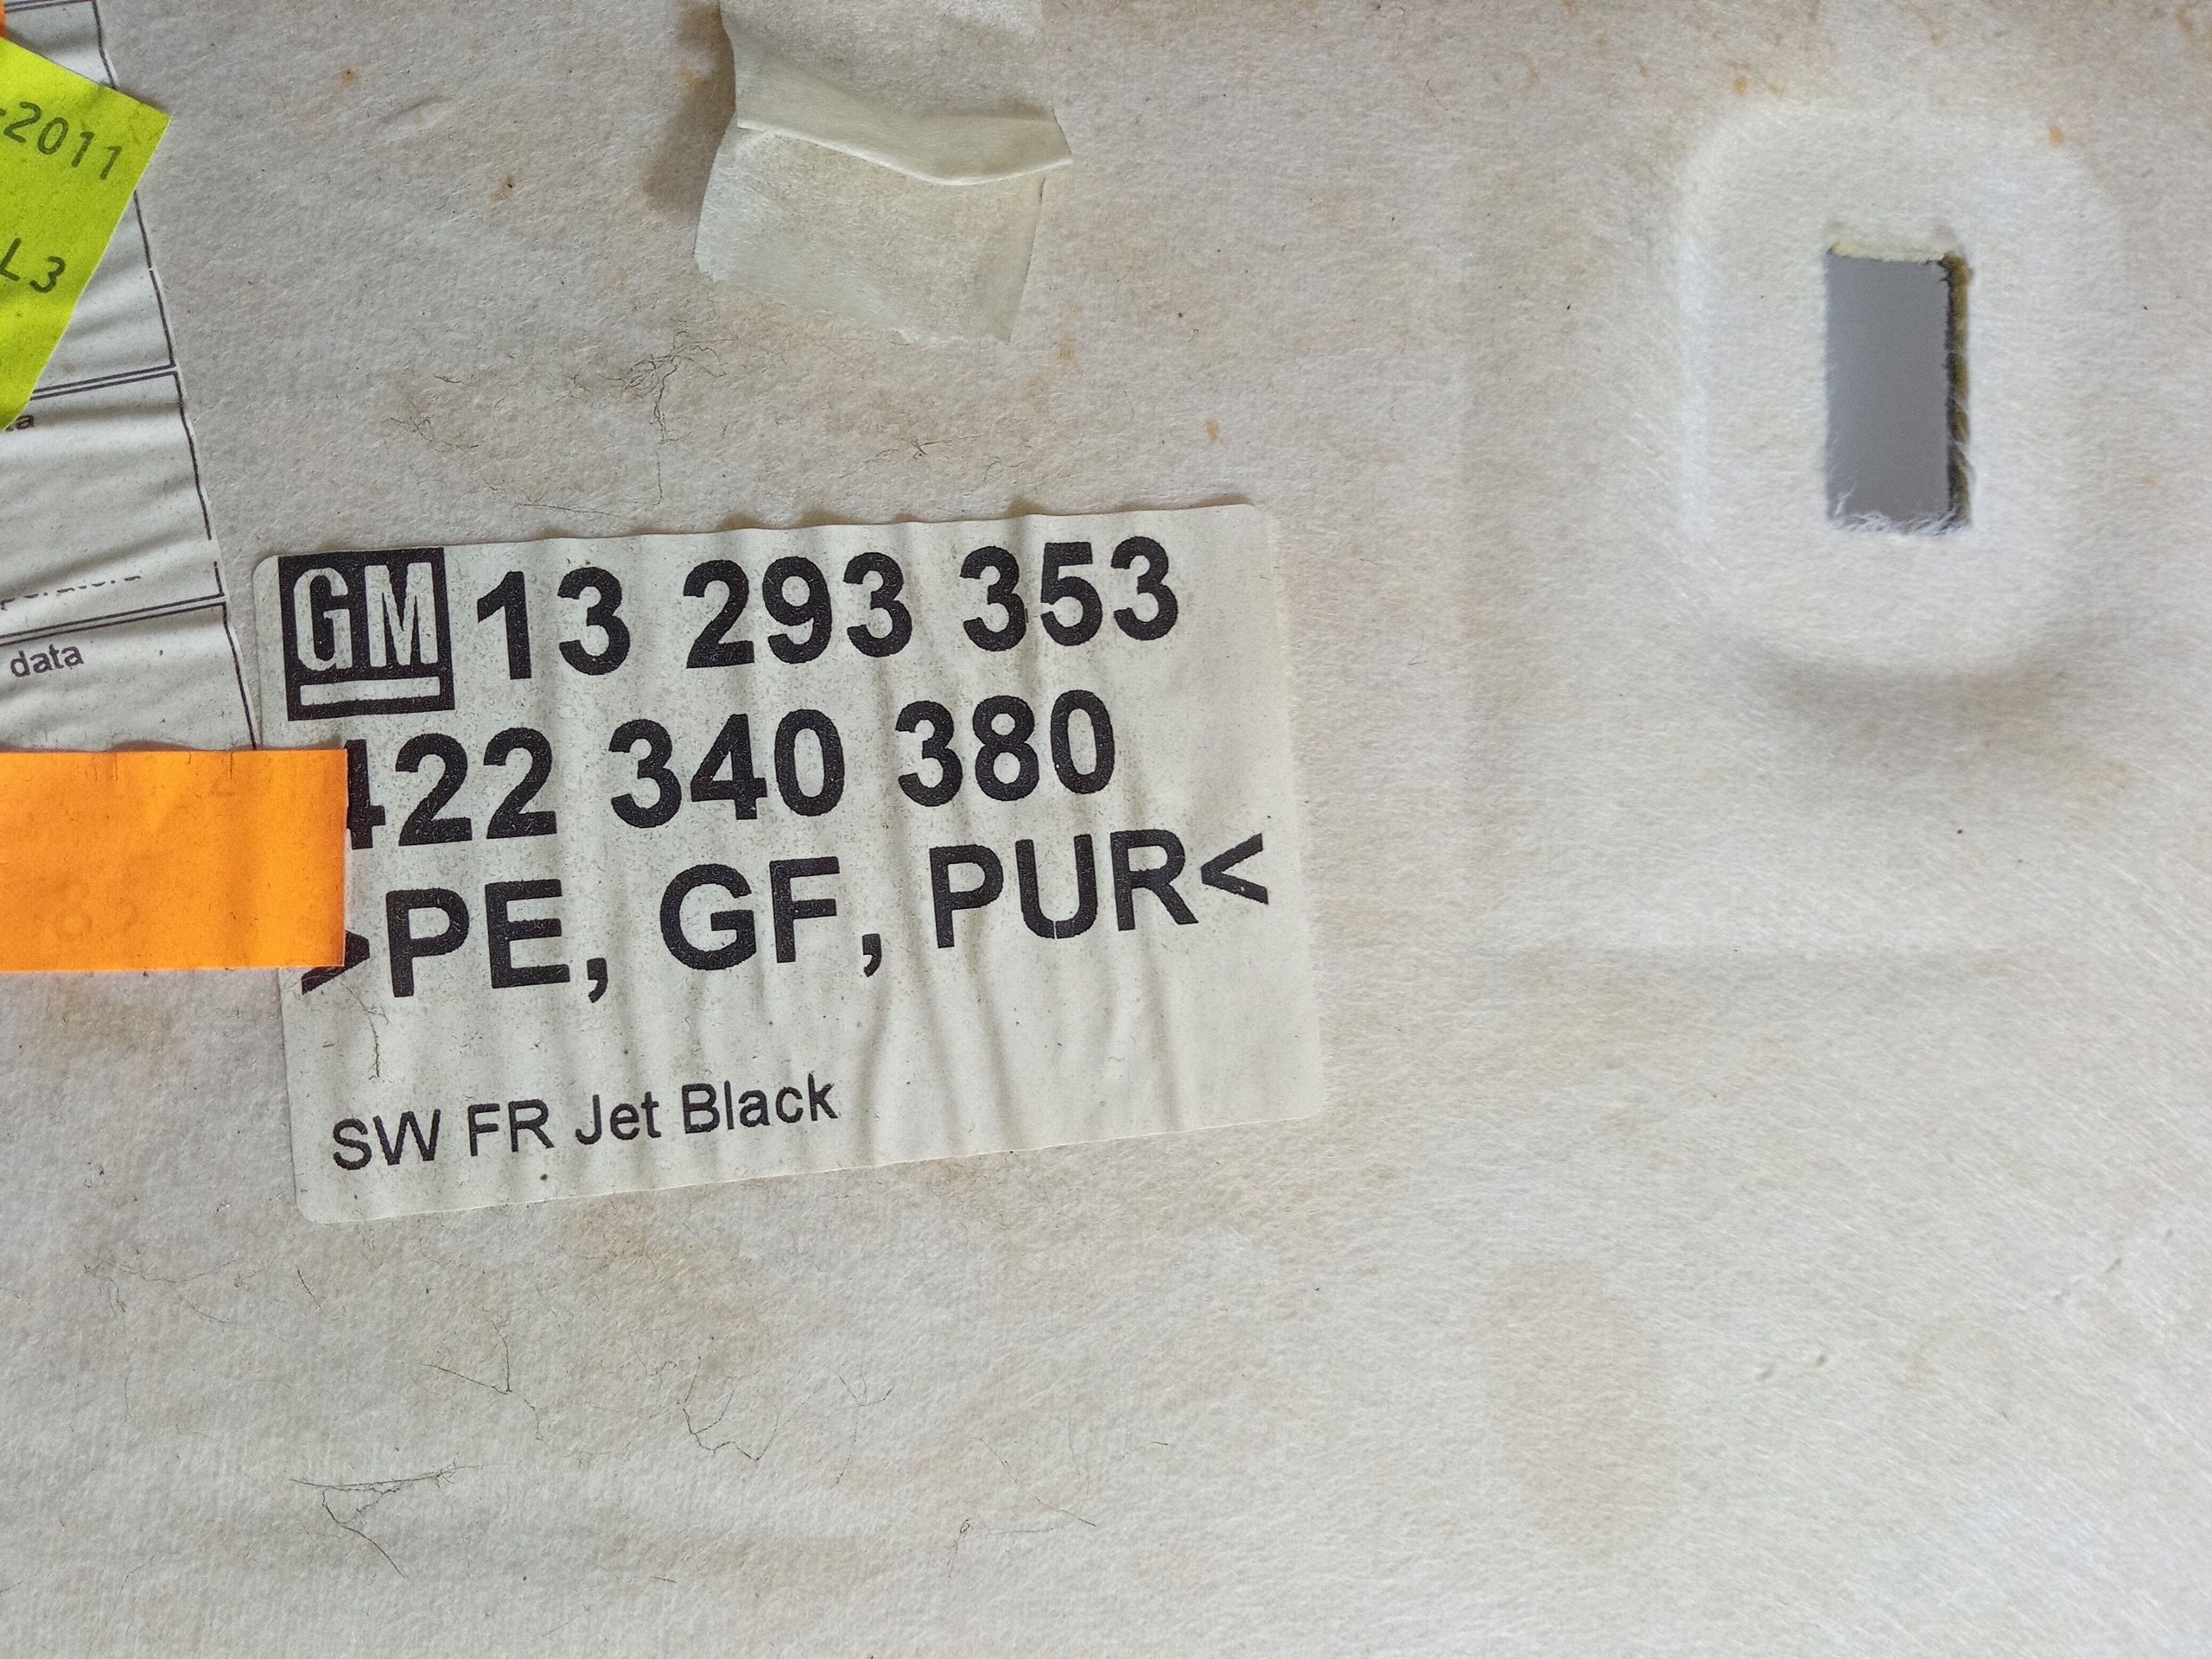 -2011
L3
data
GM 13 293 353
422 340 380
>PE, GF, PUR<
SW FR Jet Black